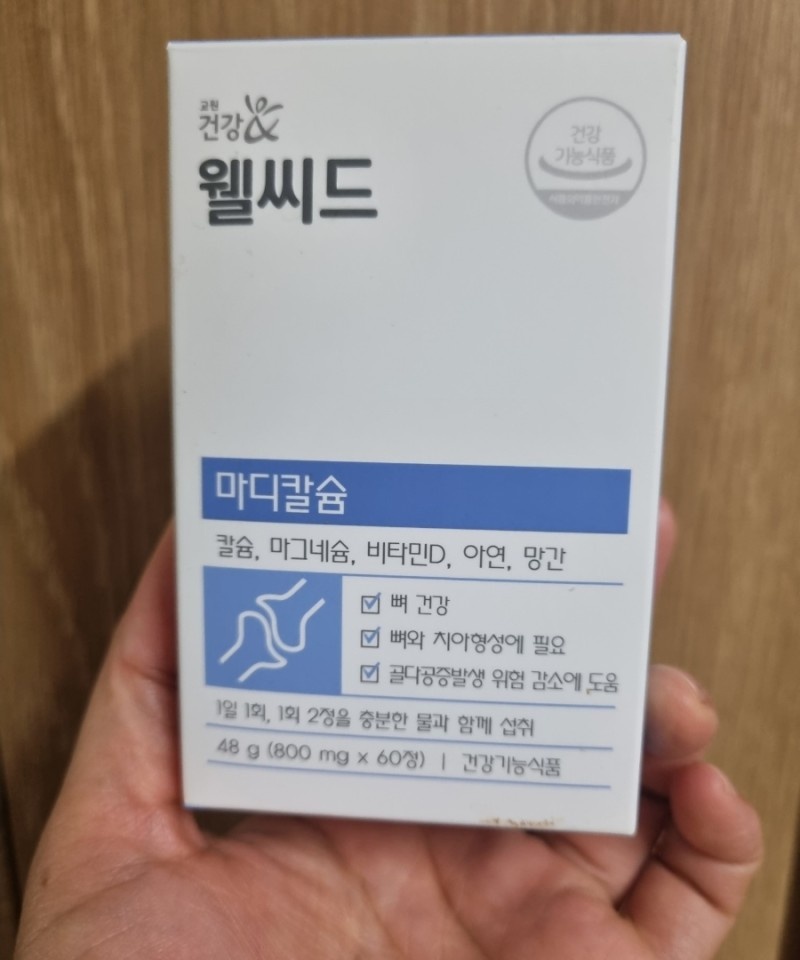 교원
건강&
웰씨드
건강
기능식품
마디칼슘
칼슘, 마그네슘, 비타민D, 아연, 망간
뼈 건강
뼈와 치아형성에 필요
골다공증발생 위험 감소에 도움
1일 1회, 1회 2정을 충분한 물과 함께 섭취
48 g (800 mg x 60정) | 건강기능식품